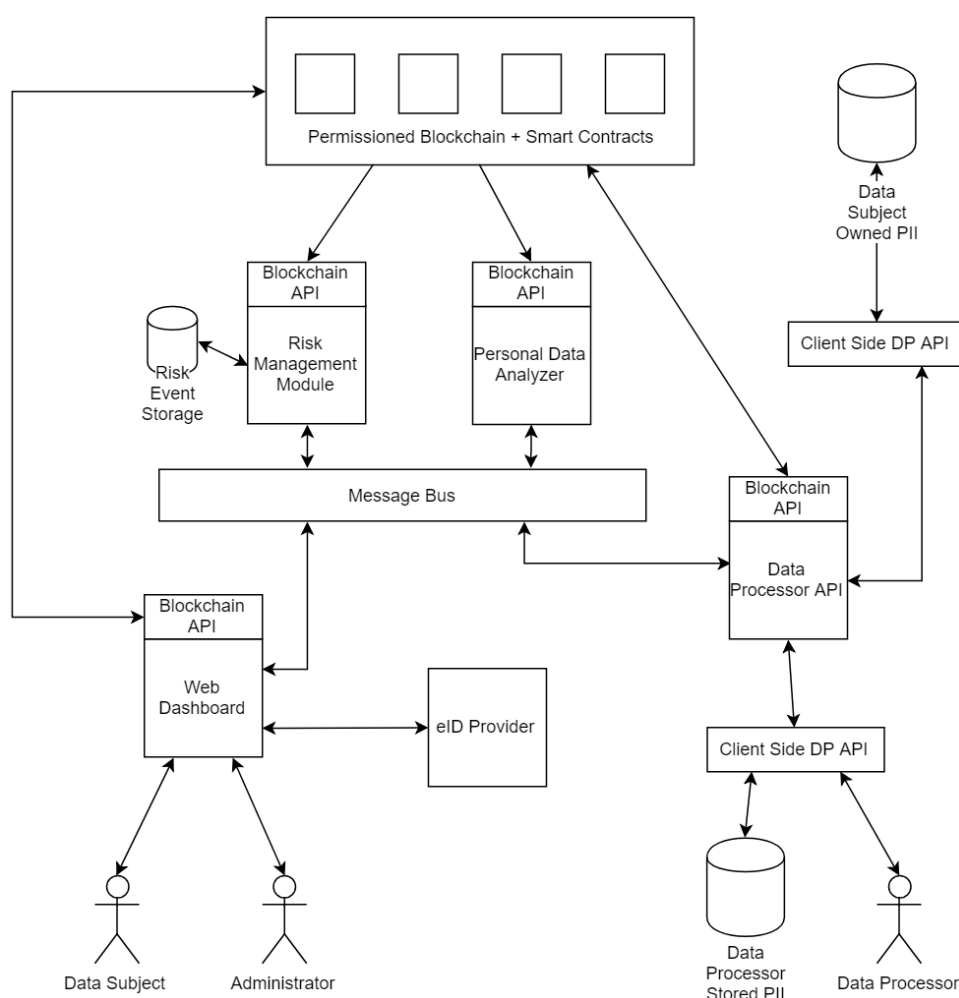 Permissioned Blockchain + Smart Contracts
Data
Subject
Owned PII
Blockchain
API
Risk
Management
Module
Blockchain
API
Personal Data
Analyzer
Risk
Event
Storage
Client Side DP API
Message Bus
Blockchain
API
Data
Processor API
Blockchain
API
Web
Dashboard
eID Provider
Client Side DP API
Data Subject
Administrator
Data
Processor
Stored PII
Data Processor